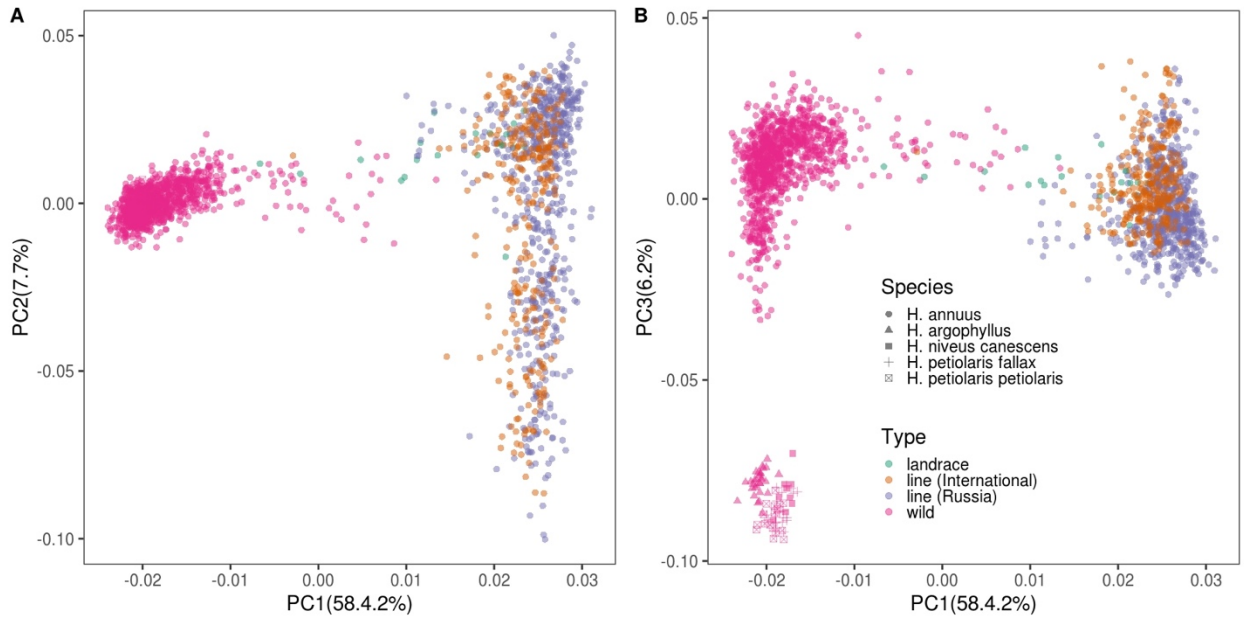 A
0.05
0.00
-0.05
-0.10
PC2(7.7%)
-0.02
-0.01
0.00
0.01
0.02
0.03
PC1(58.4.2%)
B
0.05
0.00
-0.05
-0.10
PC3(6.2%)
Species
H. annuus
H. argophyllus
H. niveus canescens
H. petiolaris fallax
H. petiolaris petiolaris
Type
landrace
line (International)
line (Russia)
wild
-0.02
-0.01
0.00
0.01
0.02
0.03
PC1(58.4.2%)